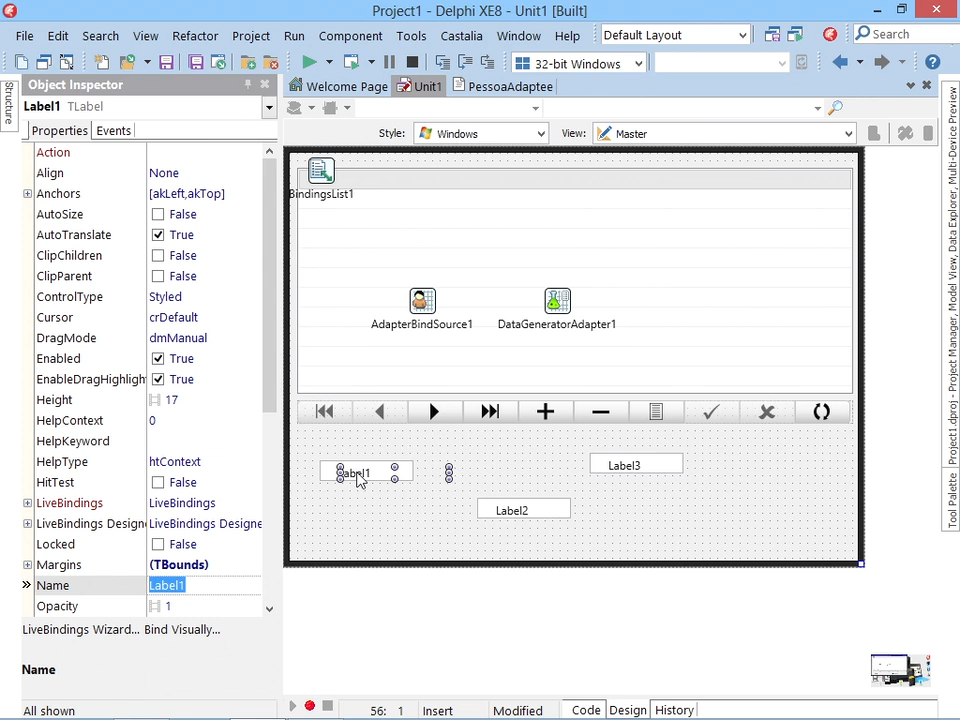 Project1 - Delphi XE8 - Unit1 [Built]
File Edit Search View Refactor Project Run Component Tools Castalia Window Help Default Layout Search
32-bit Windows
Object Inspector
Welcome Page Unit1 PessoaAdaptee
Label1 TLabel
Properties Events
Style: Windows View: Master
Structure
Action
Align None
Anchors [akLeft,akTop]
AutoSize False
AutoTranslate True
ClipChildren False
ClipParent False
ControlType Styled
Cursor crDefault
DragMode dmManual
Enabled True
EnableDragHighligh True
Height 17
HelpContext 0
HelpKeyword
HelpType htContext
HitTest False
LiveBindings LiveBindings
LiveBindings Design LiveBindings Designe
Locked False
Margins (TBounds)
Name Label1
Opacity 1
LiveBindings Wizard... Bind Visually...
Name
All shown
BindingsList1
AdapterBindSource1 DataGeneratorAdapter1
Label1
Label3
Label2
56: 1 Insert Modified Code Design History
Project1.dproj - Project Manager, Model View, Data Explorer, Multi-Device Preview
Tool Palette